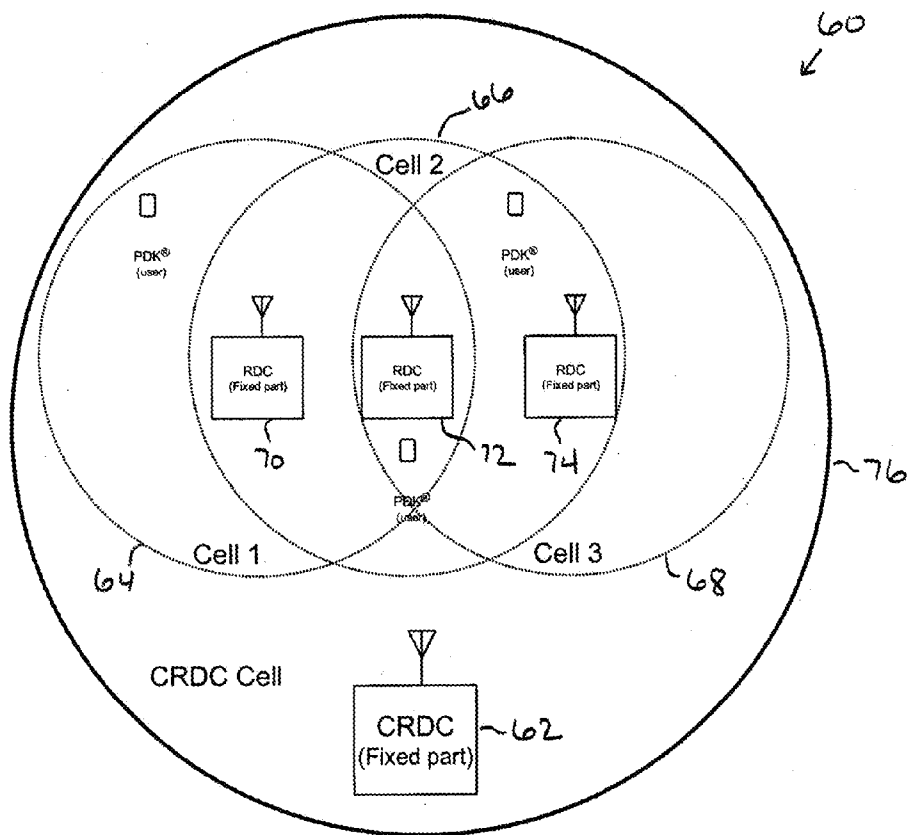 60
66
Cell 2
PDK®
(user)
PDK®
(user)
RDC
(Fixed part)
RDC
(Fixed part)
RDC
(Fixed part)
70
72
74
76
PDK®
(user)
64
Cell 1
Cell 3
68
CRDC Cell
CRDC
(Fixed part)
62